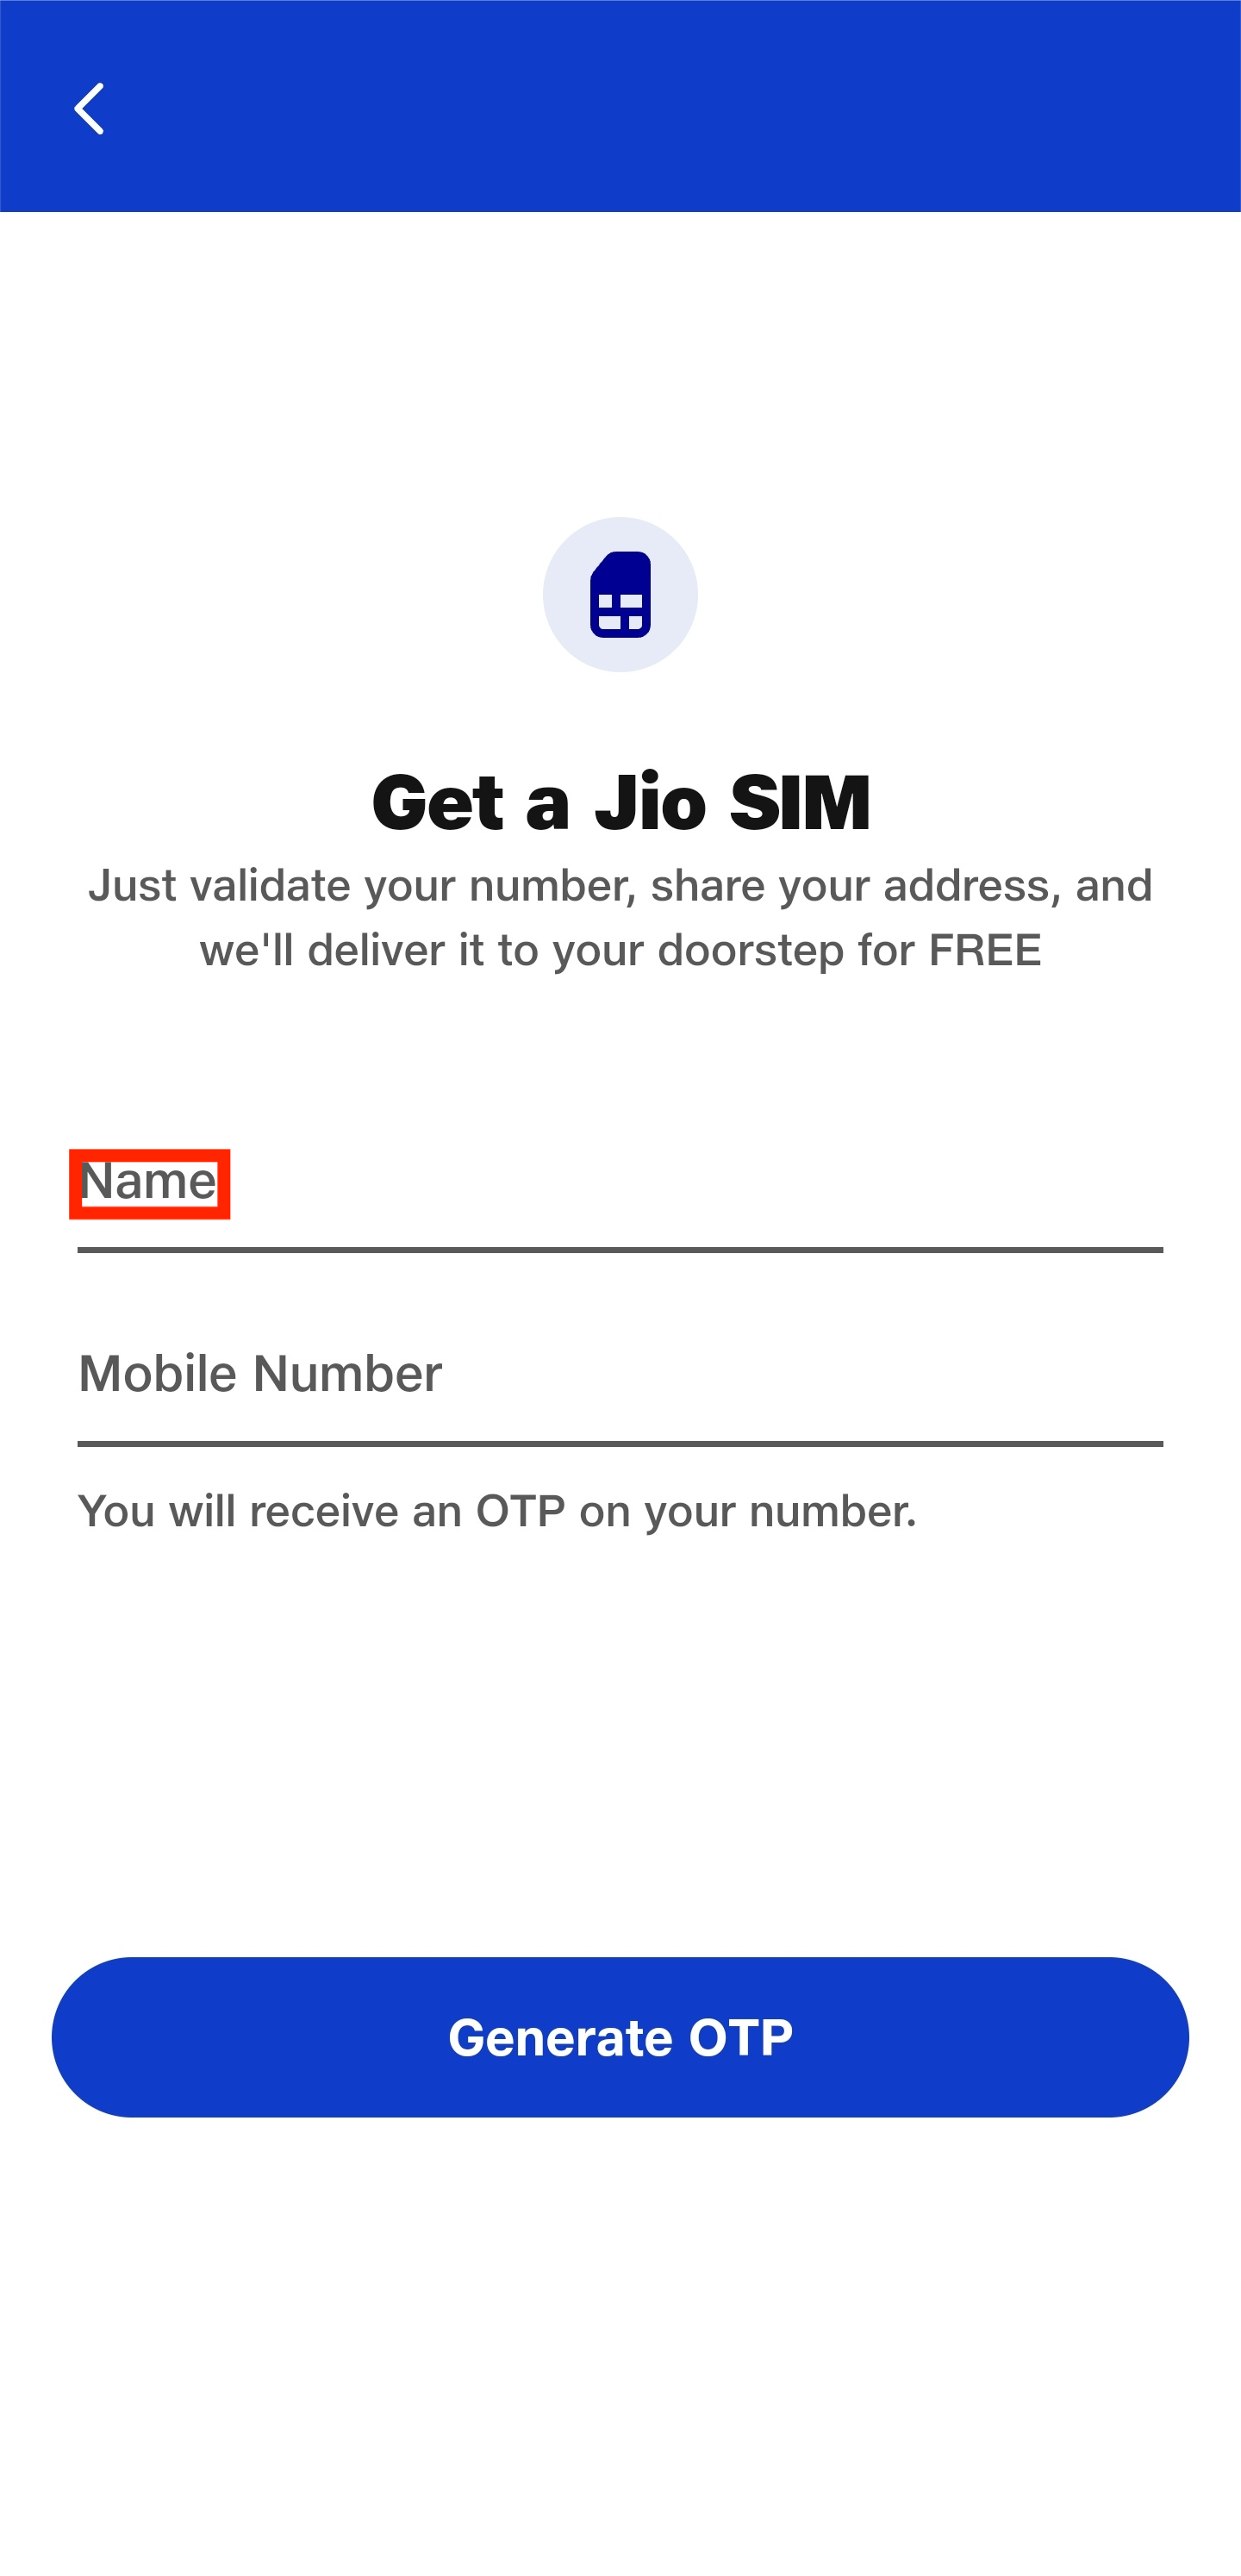 Get a Jio SIM
Just validate your number, share your address, and
we'll deliver it to your doorstep for FREE
Name
Mobile Number
You will receive an OTP on your number.
Generate OTP